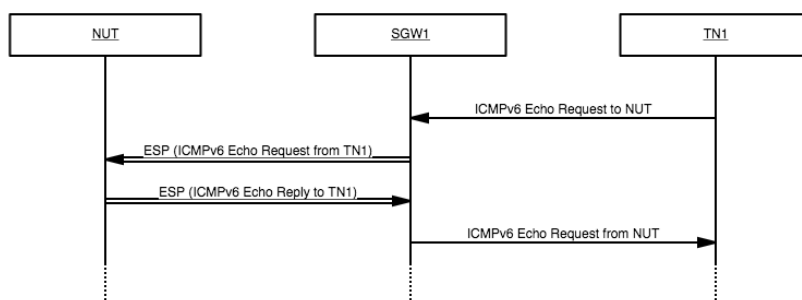 NUT
SGW1
TN1
ICMPv6 Echo Request to NUT
ESP (ICMPv6 Echo Request from TN1)
ESP (ICMPv6 Echo Reply to TN1)
ICMPv6 Echo Request from NUT